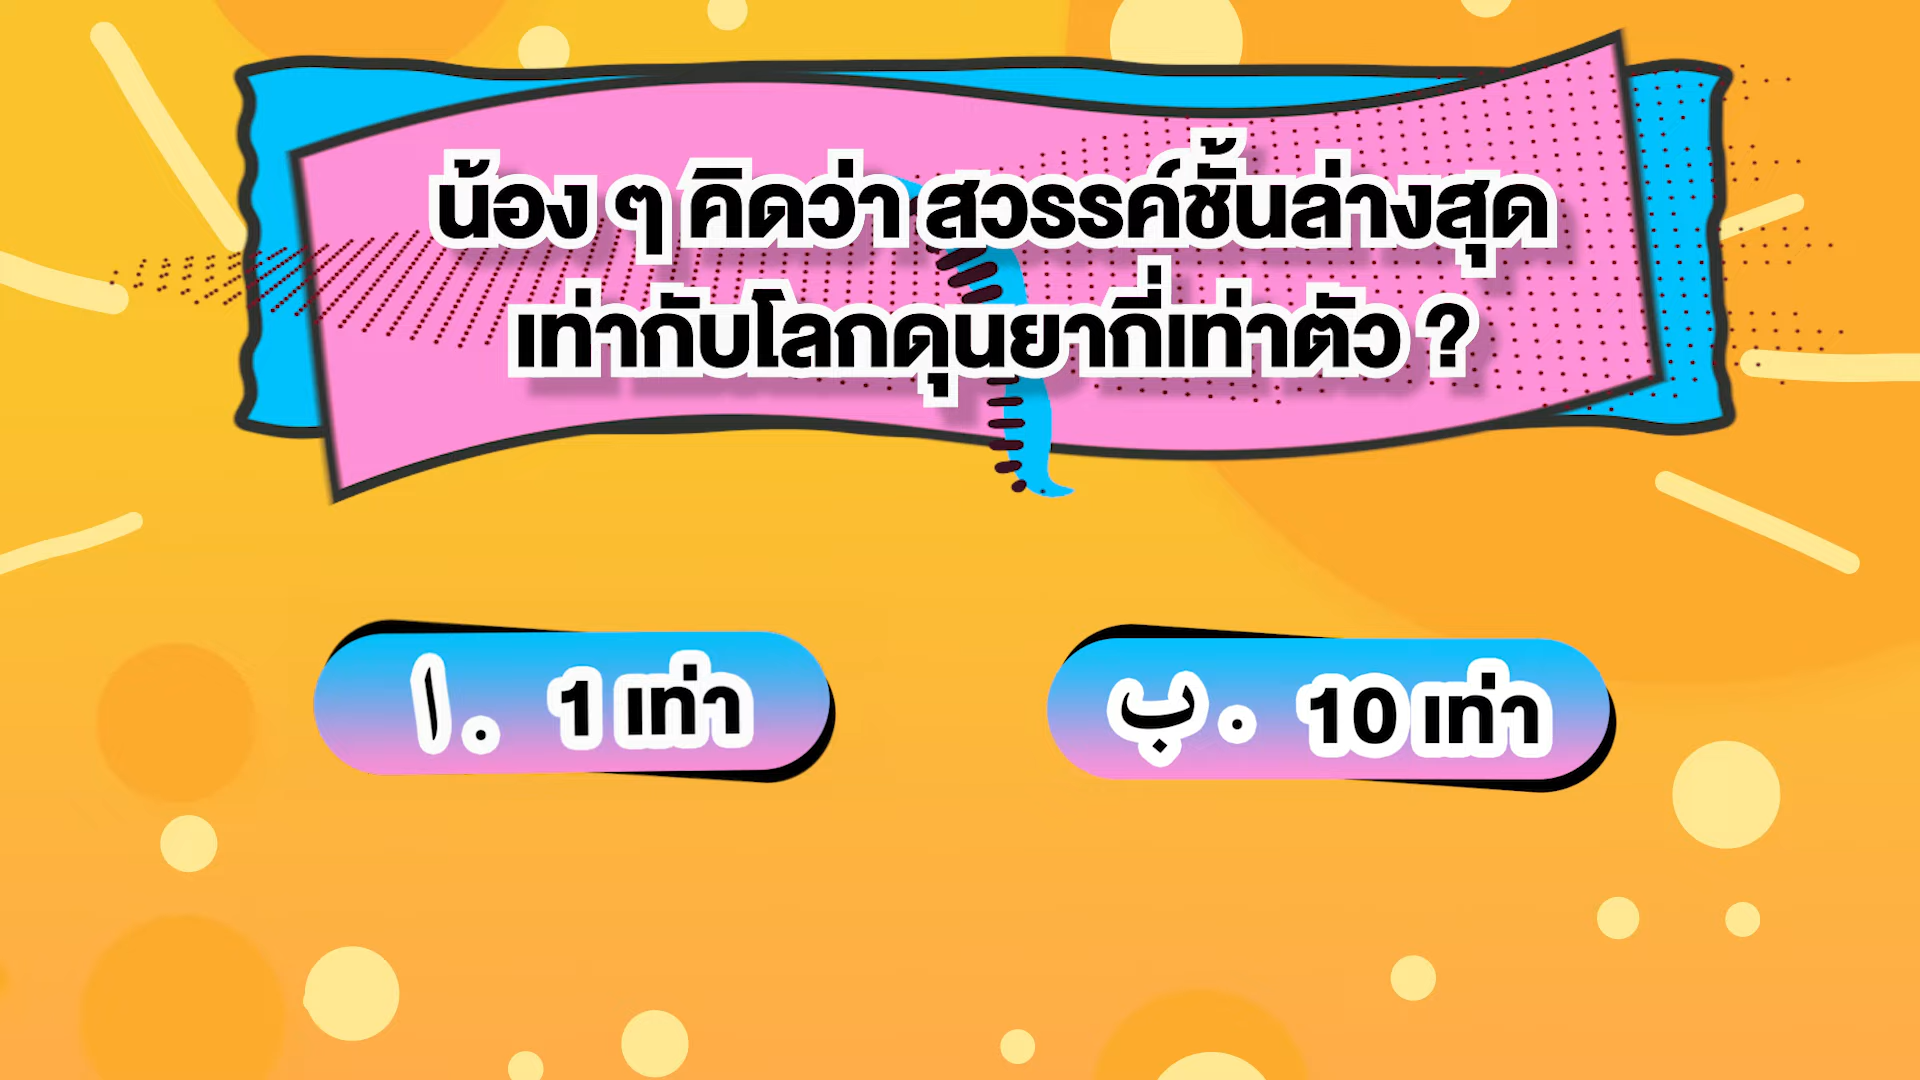 น้อง ๆ คิดว่า สวรรค์ชั้นล่างสุด
เท่ากับโลกดุนยากี่เท่าตัว ?
ا. 1 เท่า
ب. 10 เท่า